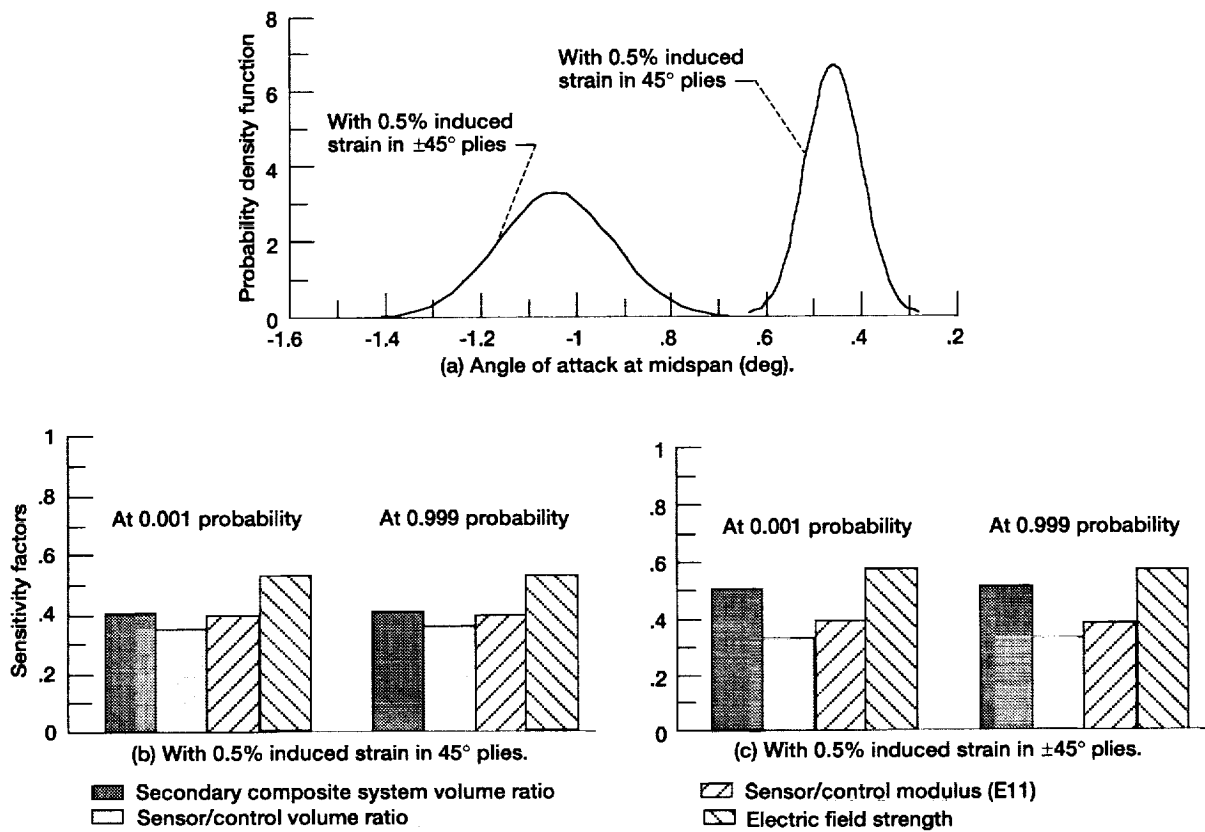 Probability density function
8
6
4
2
0
With 0.5% induced
strain in ±45° plies
With 0.5% induced
strain in 45° plies
-1.6
-1.4
-1.2
-1
.8
.6
.4
.2
(a) Angle of attack at midspan (deg).
Sensitivity factors
1
.8
.6
.4
.2
0
At 0.001 probability
At 0.999 probability
(b) With 0.5% induced strain in 45° plies.
1
.8
.6
.4
.2
0
At 0.001 probability
At 0.999 probability
(c) With 0.5% induced strain in ±45° plies.
Secondary composite system volume ratio
Sensor/control volume ratio
Sensor/control modulus (E11)
Electric field strength